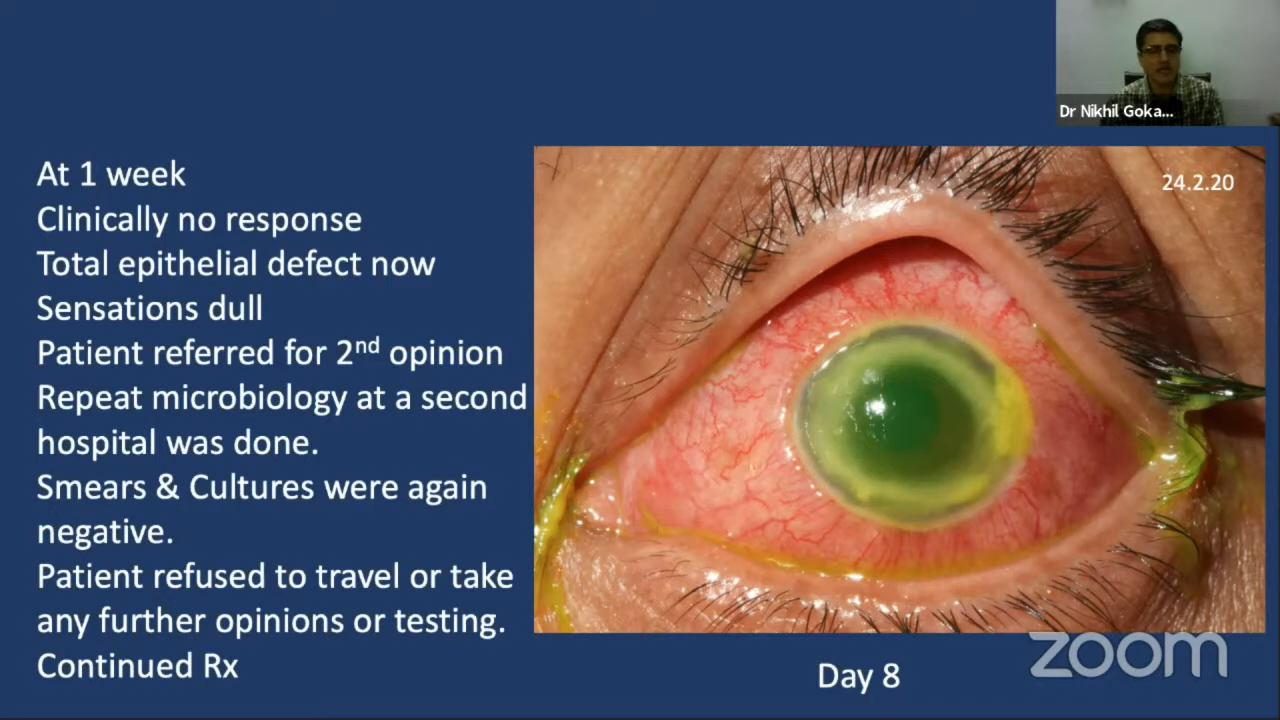 Dr Nikhil Goka...
At 1 week
Clinically no response
Total epithelial defect now
Sensations dull
Patient referred for 2nd opinion
Repeat microbiology at a second
hospital was done.
Smears & Cultures were again
negative.
Patient refused to travel or take
any further opinions or testing.
Continued Rx
24.2.20
Day 8
zoom